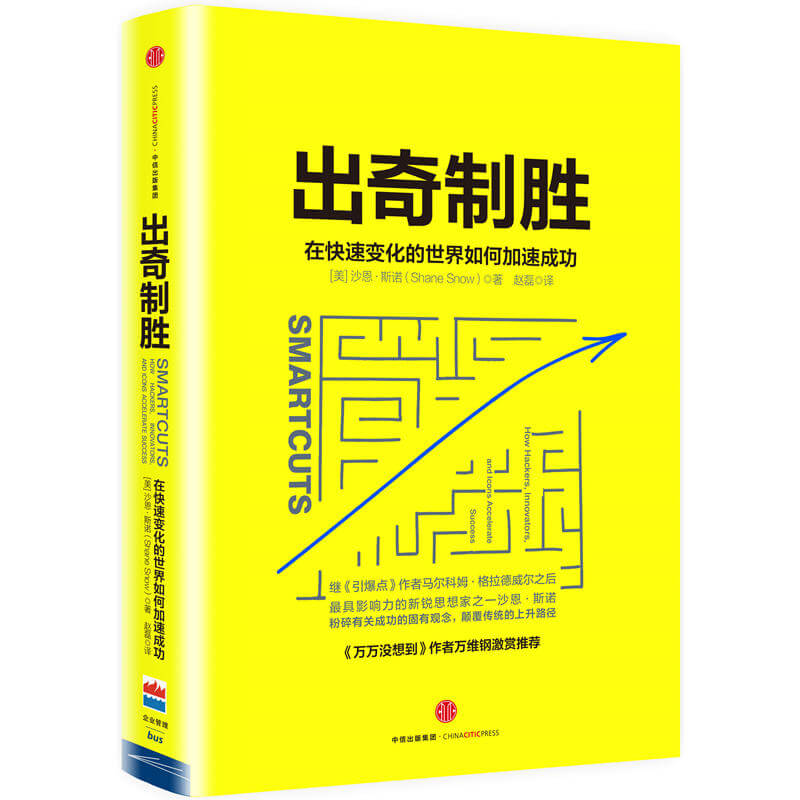 CHINACITICPRESS
·中信出版集团
出奇制胜
SMARTCUTS
HOW HACKERS, INNOVATORS,
AND ICONS ACCELERATE SUCCESS
在快速变化的世界如何加速成功
[美]沙恩·斯诺(Shane Snow)◎著 赵磊◎译
企业管理
bus
出奇制胜
在快速变化的世界如何加速成功
[美]沙恩·斯诺(Shane Snow)◎著 赵磊◎译
SMARTCUTS
How Hackers, Innovators,
and Icons Accelerate
Success
继《引爆点》作者马尔科姆·格拉德威尔之后
最具影响力的新锐思想家之一沙恩·斯诺
粉碎有关成功的固有观念，颠覆传统的上升路径
《万万没想到》作者万维钢激赏推荐
中信出版集团·CHINACITICPRESS